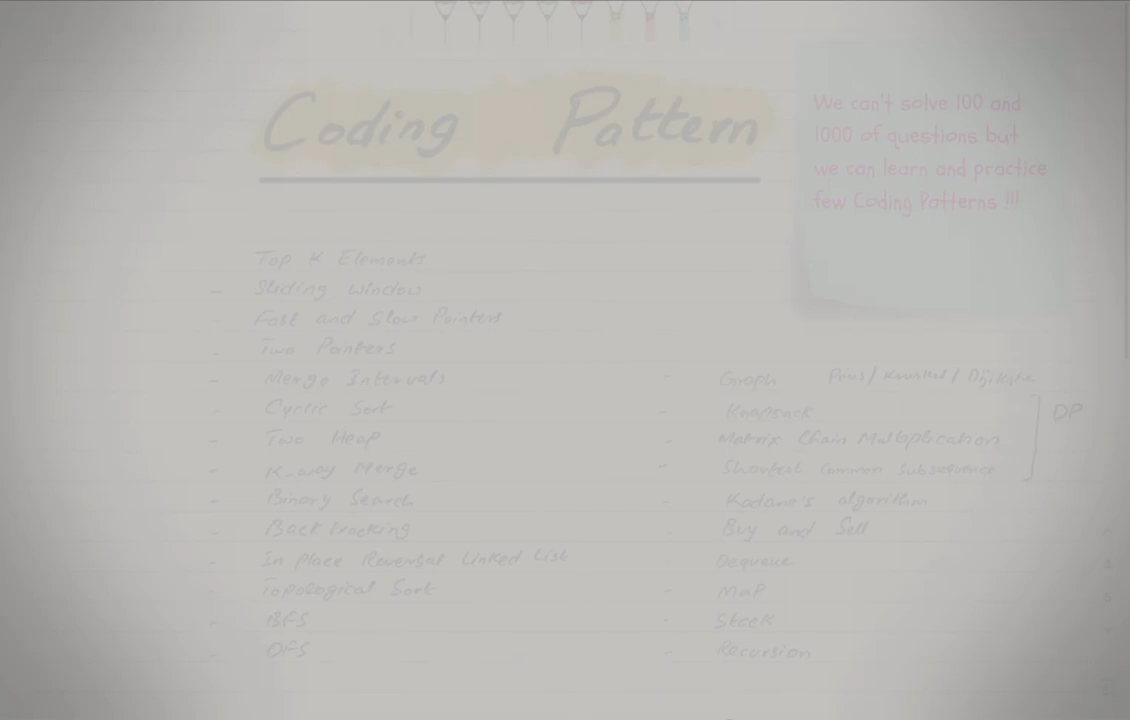 Coding Pattern
We can't solve 100 and
1000 of questions but
we can learn and practice
few Coding Patterns !!!
Top K Elements
- Sliding Window
- Fast and Slow Pointers
- Two Pointers
- Merge Intervals
- Cyclic Sort
- Two Heap
- K-way Merge
- Binary Search
- Backtracking
- In place Reversal Linked List
- Topological Sort
- BFS
- DFS
- Graph Prims/Kruskal/Dijkstra
- Knapsack
- Matrix Chain Multiplication
- Shortest Common Subsequence
DP
- Kadane's algorithm
- Buy and Sell
- Dequeue
- Map
- Stack
- Recursion